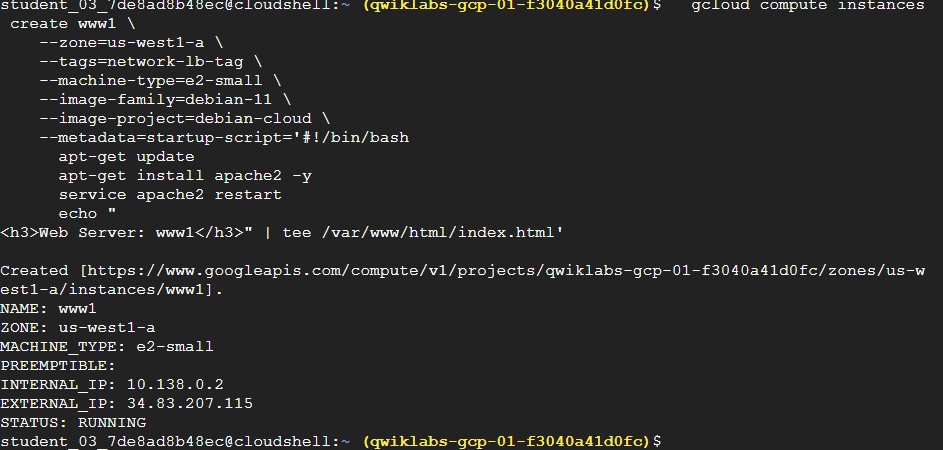 student_03_7de8ad8b48ec@cloudshell:~ (qwiklabs-gcp-01-f3040a41d0fc)$   gcloud compute instances
 create www1 \
    --zone=us-west1-a \
    --tags=network-lb-tag \
    --machine-type=e2-small \
    --image-family=debian-11 \
    --image-project=debian-cloud \
    --metadata=startup-script='#!/bin/bash
      apt-get update
      apt-get install apache2 -y
      service apache2 restart
      echo "
<h3>Web Server: www1</h3>" | tee /var/www/html/index.html'

Created [https://www.googleapis.com/compute/v1/projects/qwiklabs-gcp-01-f3040a41d0fc/zones/us-w
est1-a/instances/www1].
NAME: www1
ZONE: us-west1-a
MACHINE_TYPE: e2-small
PREEMPTIBLE:
INTERNAL_IP: 10.138.0.2
EXTERNAL_IP: 34.83.207.115
STATUS: RUNNING
student_03_7de8ad8b48ec@cloudshell:~ (qwiklabs-gcp-01-f3040a41d0fc)$